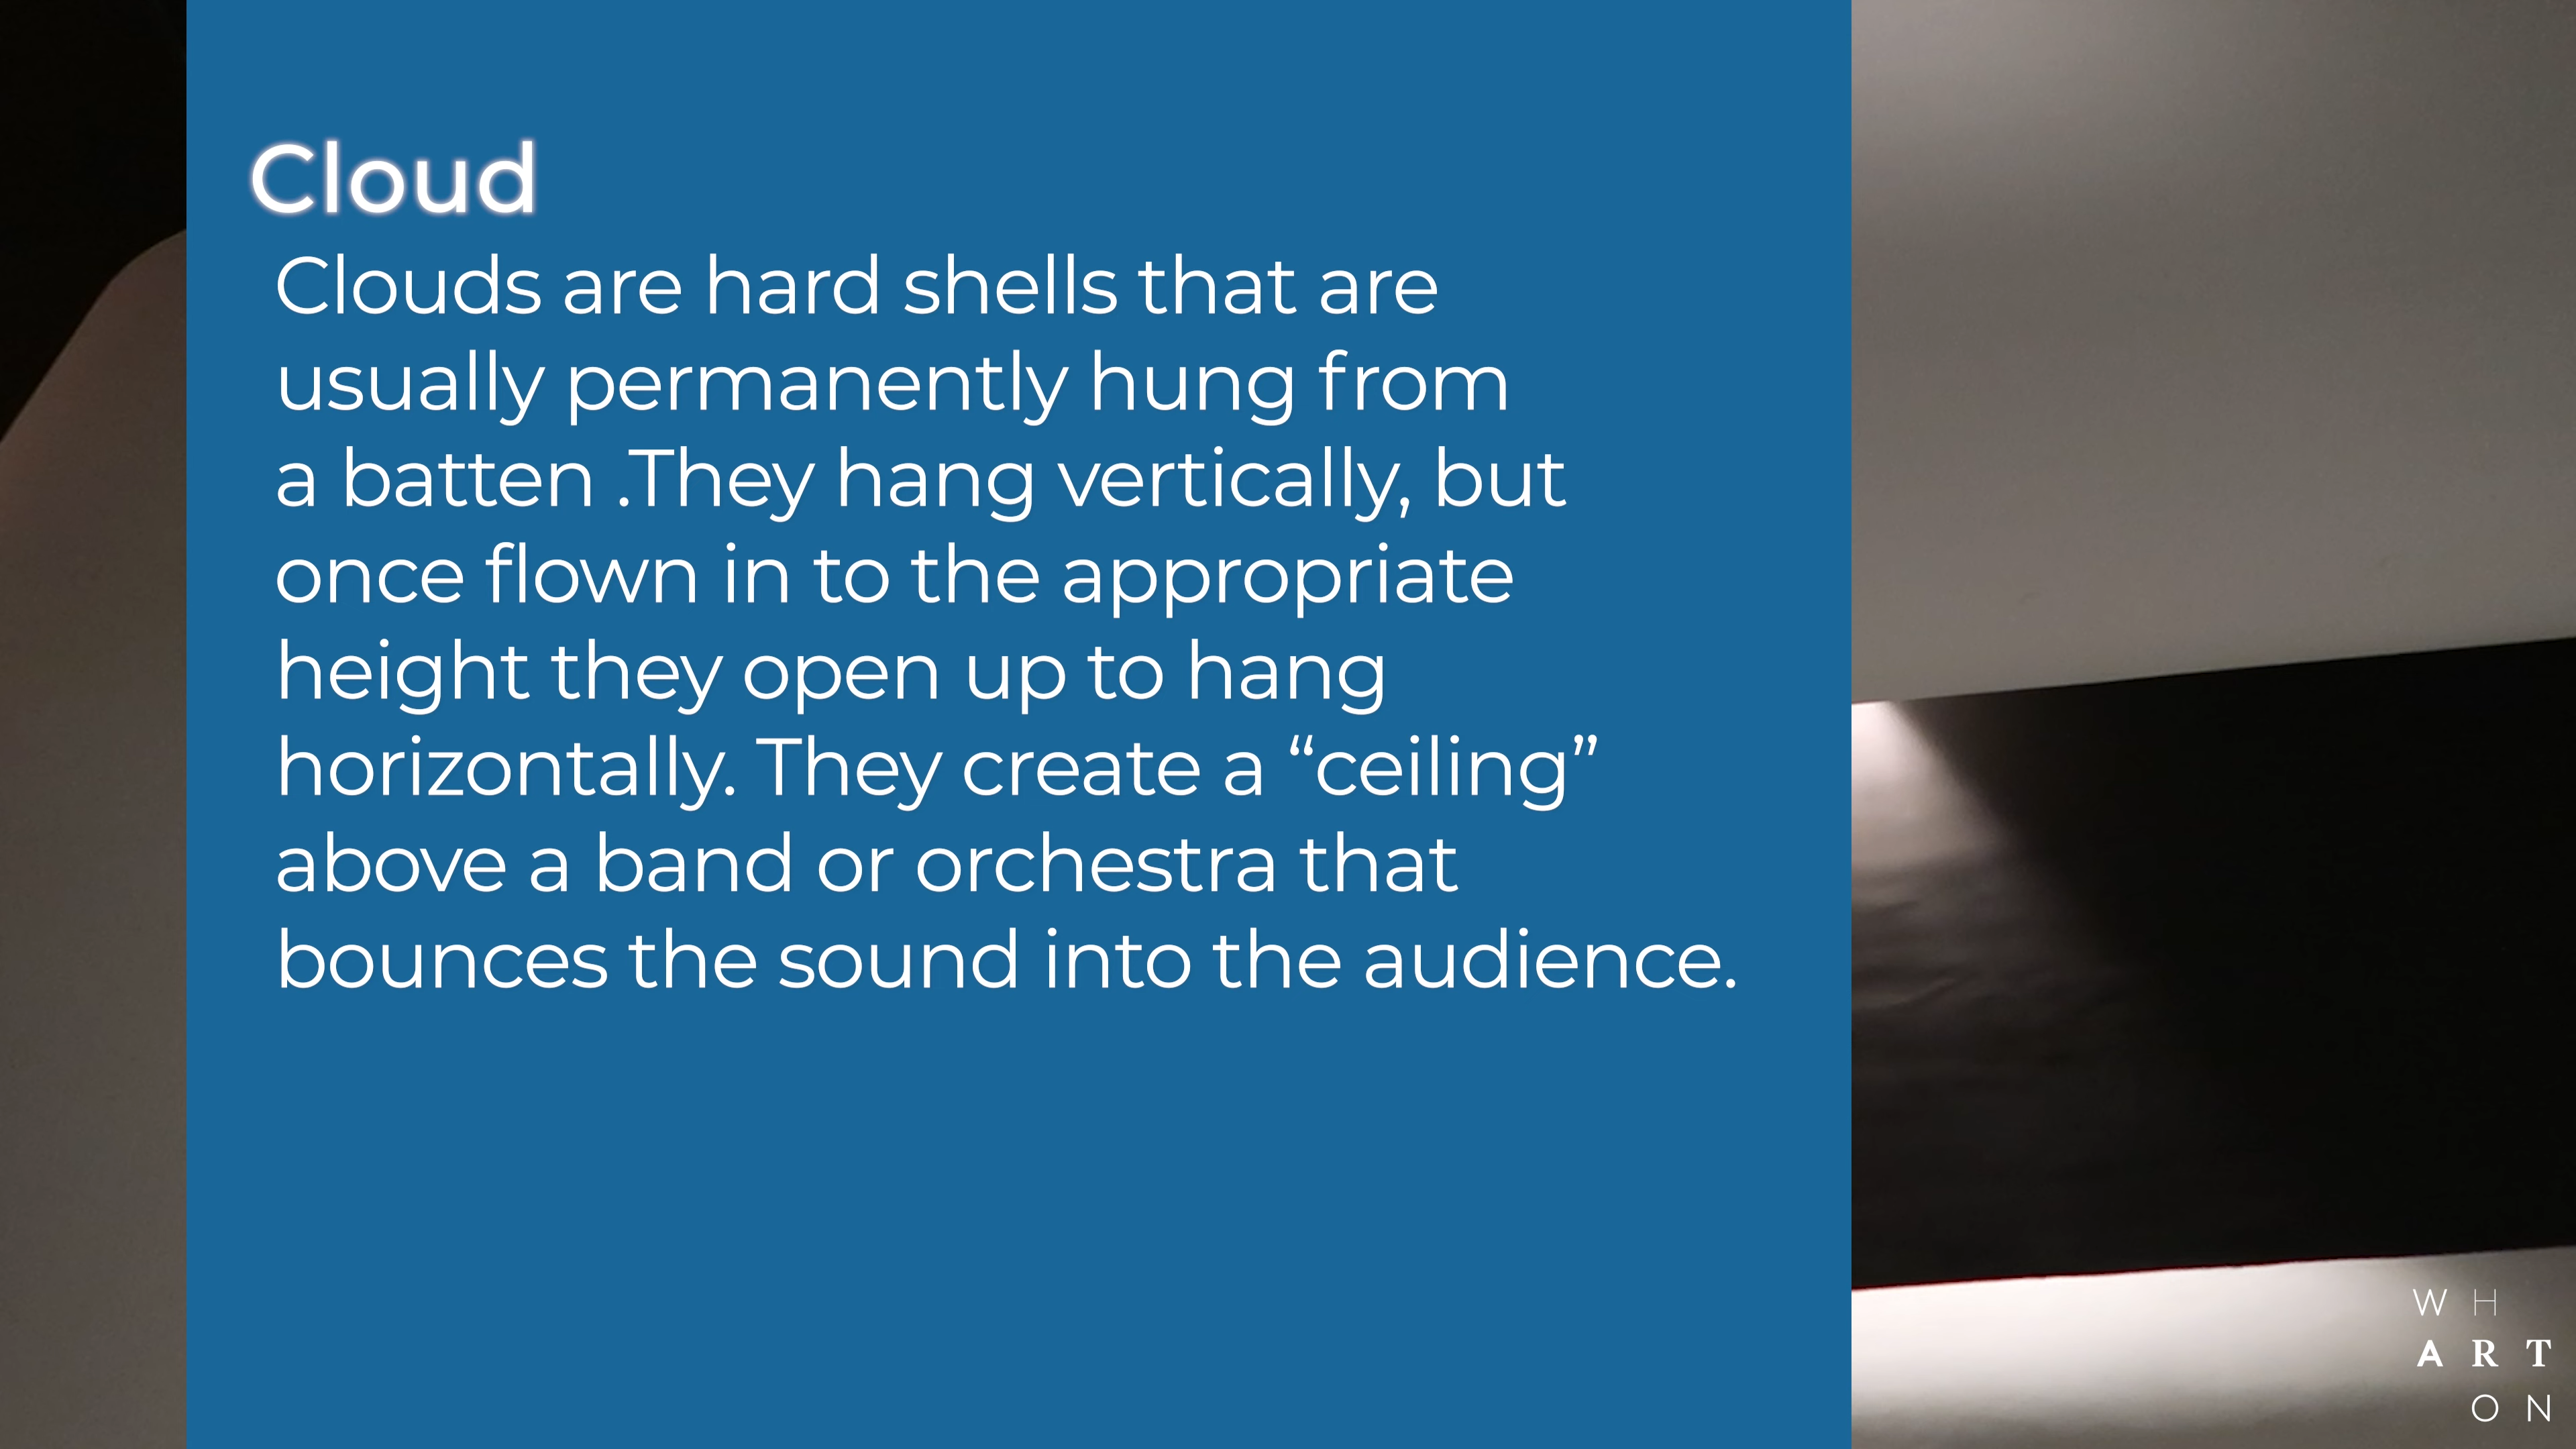 Cloud
Clouds are hard shells that are
usually permanently hung from
a batten .They hang vertically, but
once flown in to the appropriate
height they open up to hang
horizontally. They create a “ceiling”
above a band or orchestra that
bounces the sound into the audience.
W H
A R T
O N